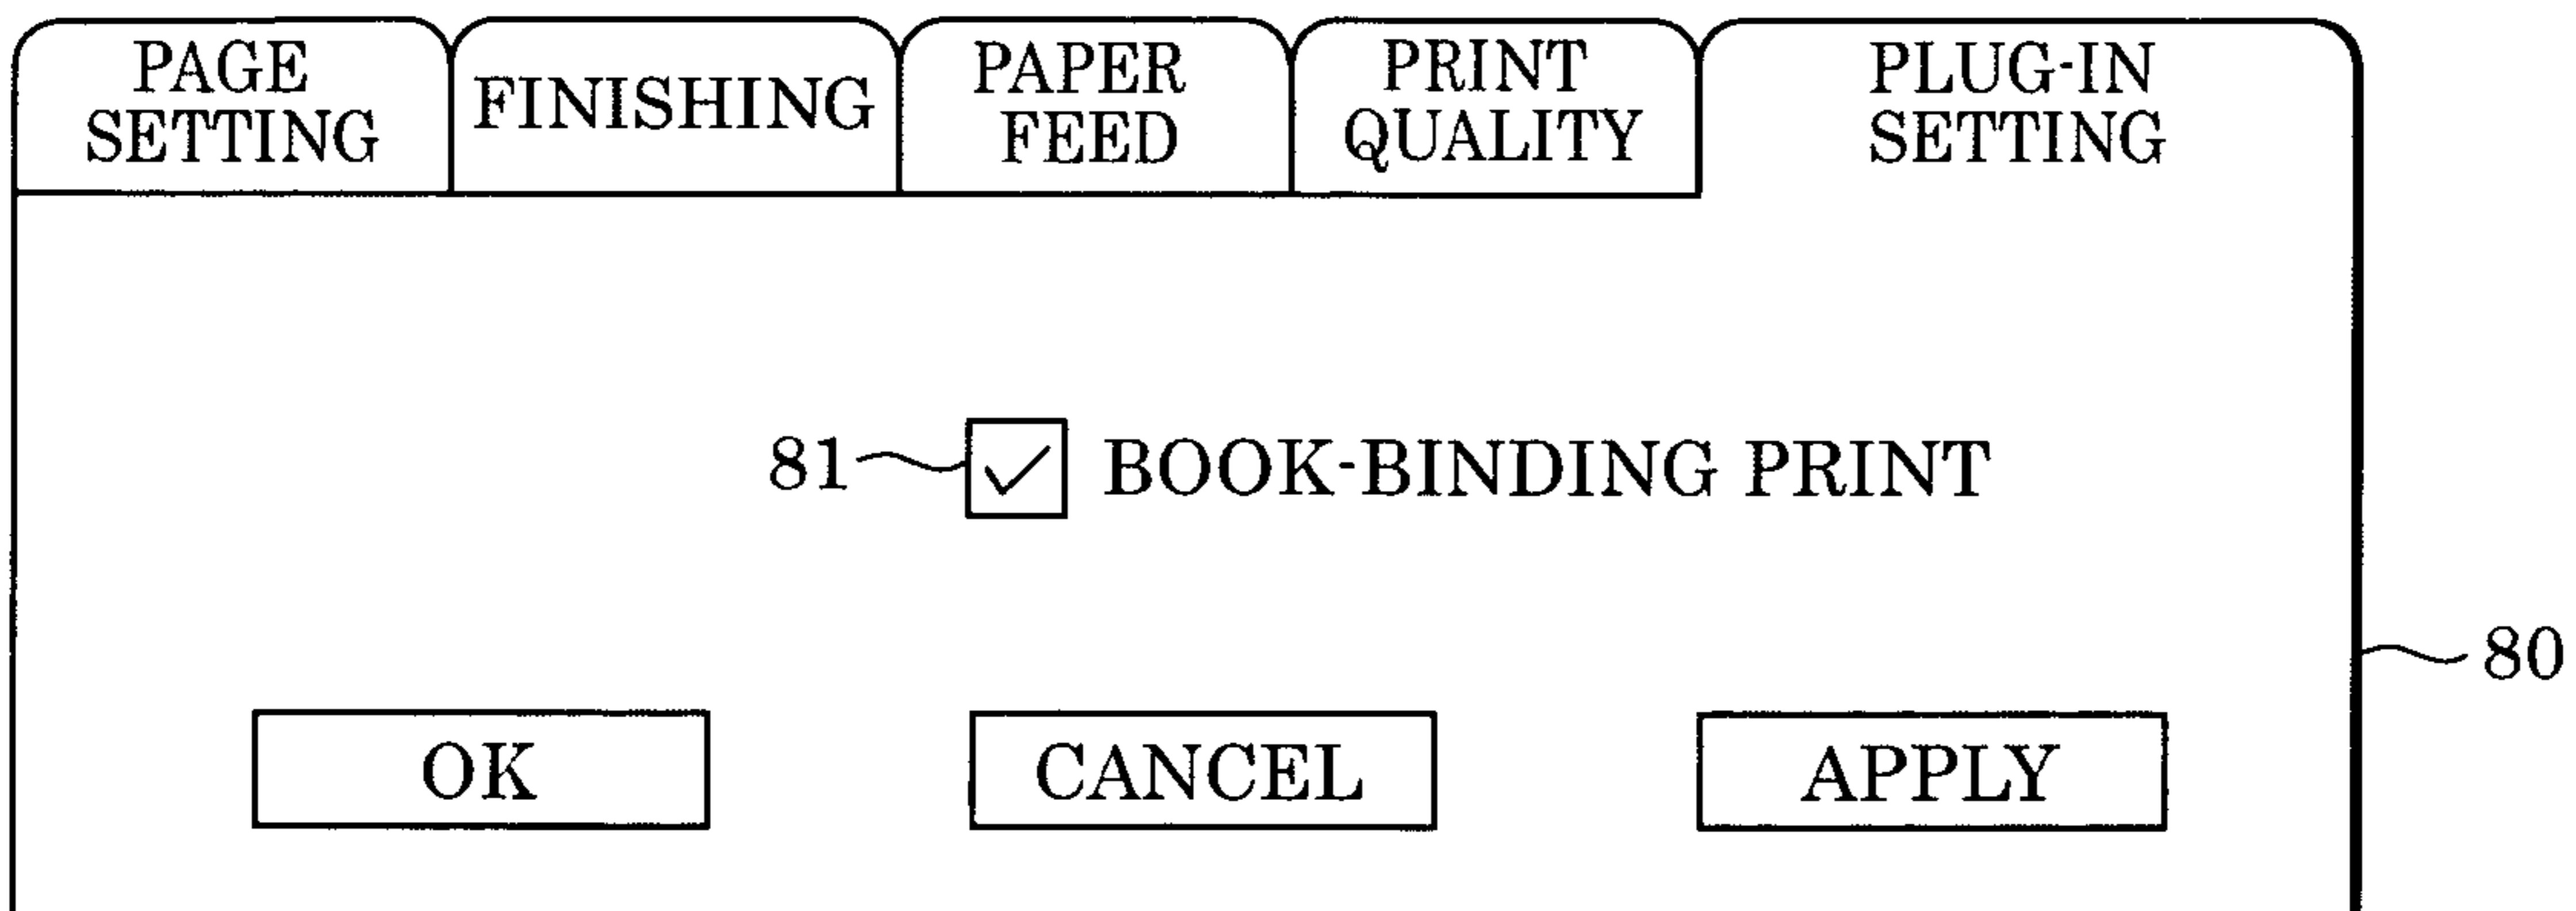 PAGE
SETTING
FINISHING
PAPER
FEED
PRINT
QUALITY
PLUG-IN
SETTING
81
BOOK-BINDING PRINT
80
OK
CANCEL
APPLY